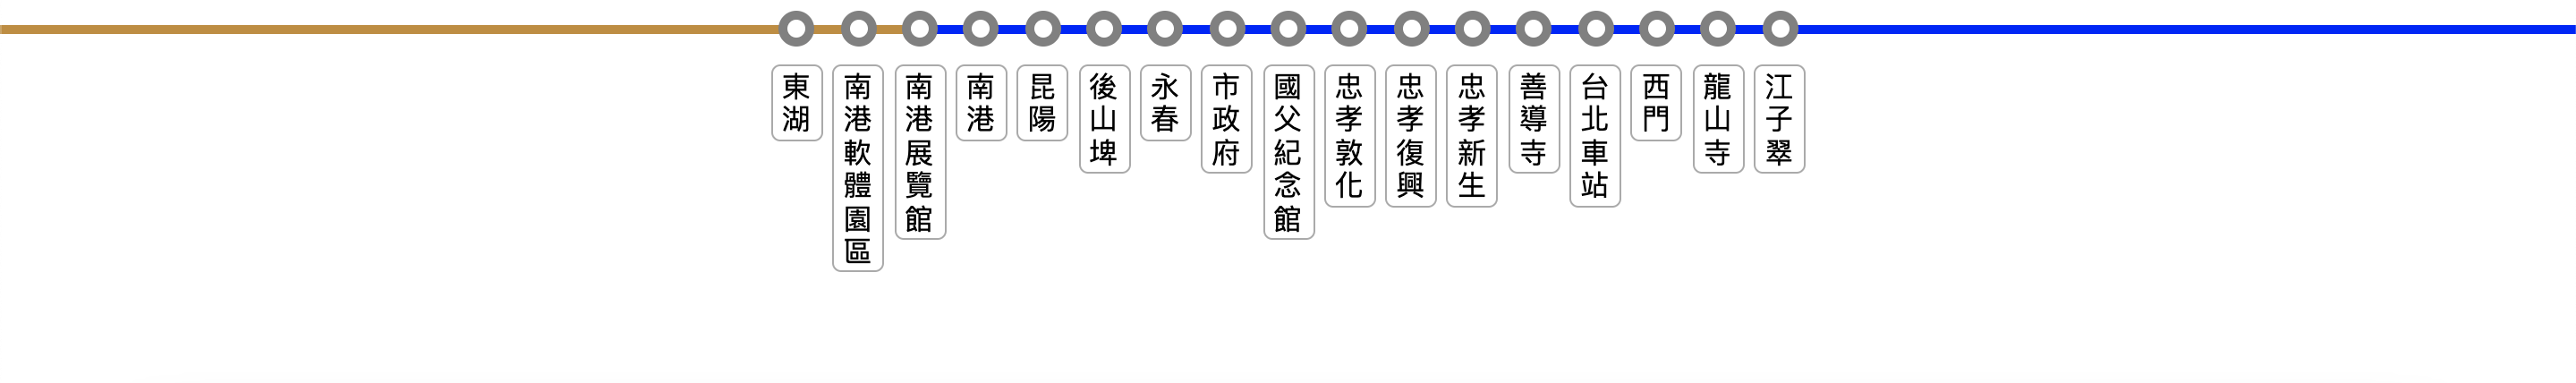 東湖
南港軟體園區
南港展覽館
南港
昆陽
後山埤
永春
市政府
國父紀念館
忠孝敦化
忠孝復興
忠孝新生
善導寺
台北車站
西門
龍山寺
江子翠